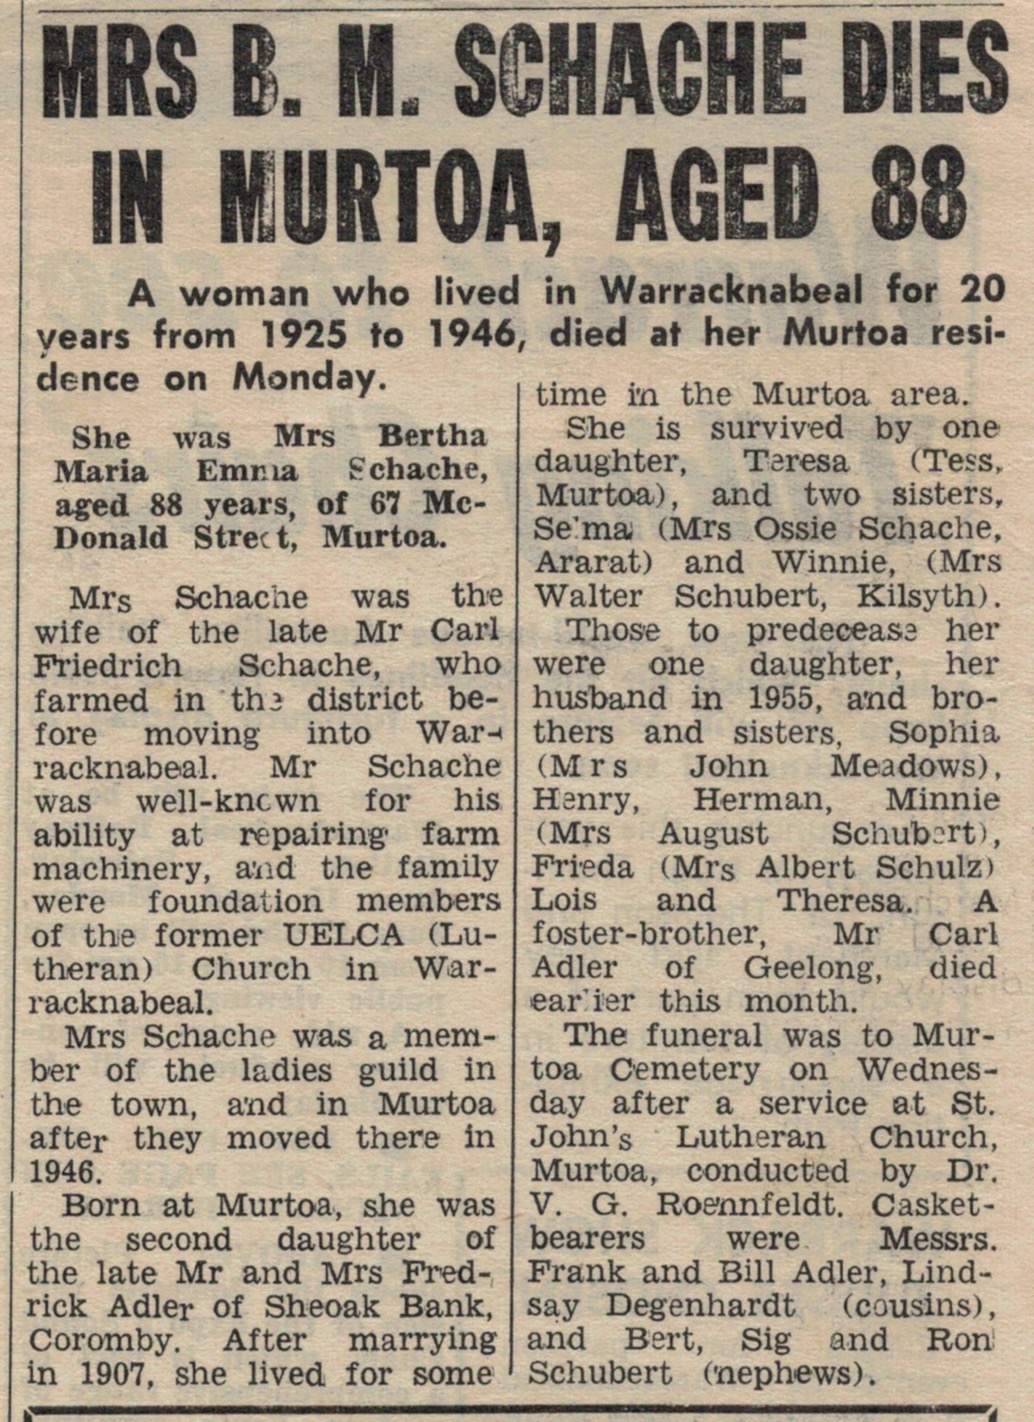 MRS B. M. SCHACHE DIES
IN MURTOA, AGED 88
A woman who lived in Warracknabeal for 20
years from 1925 to 1946, died at her Murtoa resi-
dence on Monday.
She was Mrs Bertha
Maria Emma Schache,
aged 88 years, of 67 Mc-
Donald Street, Murtoa.
Mrs Schache was the
wife of the late Mr Carl
Friedrich Schache, who
farmed in the district be-
fore moving into War-
racknabeal. Mr Schache
was well-known for his
ability at repairing farm
machinery, and the family
were foundation members
of the former UELCA (Lu-
theran) Church in War-
racknabeal.
Mrs Schache was a mem-
ber of the ladies guild in
the town, and in Murtoa
after they moved there in
1946.
Born at Murtoa, she was
the second daughter of
the late Mr and Mrs Fred-
rick Adler of Sheoak Bank,
Coromby. After marrying
in 1907, she lived for some
time in the Murtoa area.
She is survived by one
daughter, Teresa (Tess,
Murtoa), and two sisters,
Selma (Mrs Ossie Schache,
Ararat) and Winnie, (Mrs
Walter Schubert, Kilsyth).
Those to predecease her
were one daughter, her
husband in 1955, and bro-
thers and sisters, Sophia
(Mrs John Meadows),
Henry, Herman, Minnie
(Mrs August Schubert),
Frieda (Mrs Albert Schulz)
Lois and Theresa. A
foster-brother, Mr Carl
Adler of Geelong, died
earlier this month.
The funeral was to Mur-
toa Cemetery on Wednes-
day after a service at St.
John's Lutheran Church,
Murtoa, conducted by Dr.
V. G. Roennfeldt. Casket-
bearers were Messrs.
Frank and Bill Adler, Lind-
say Degenhardt (cousins),
and Bert, Sig and Ron
Schubert (nephews).